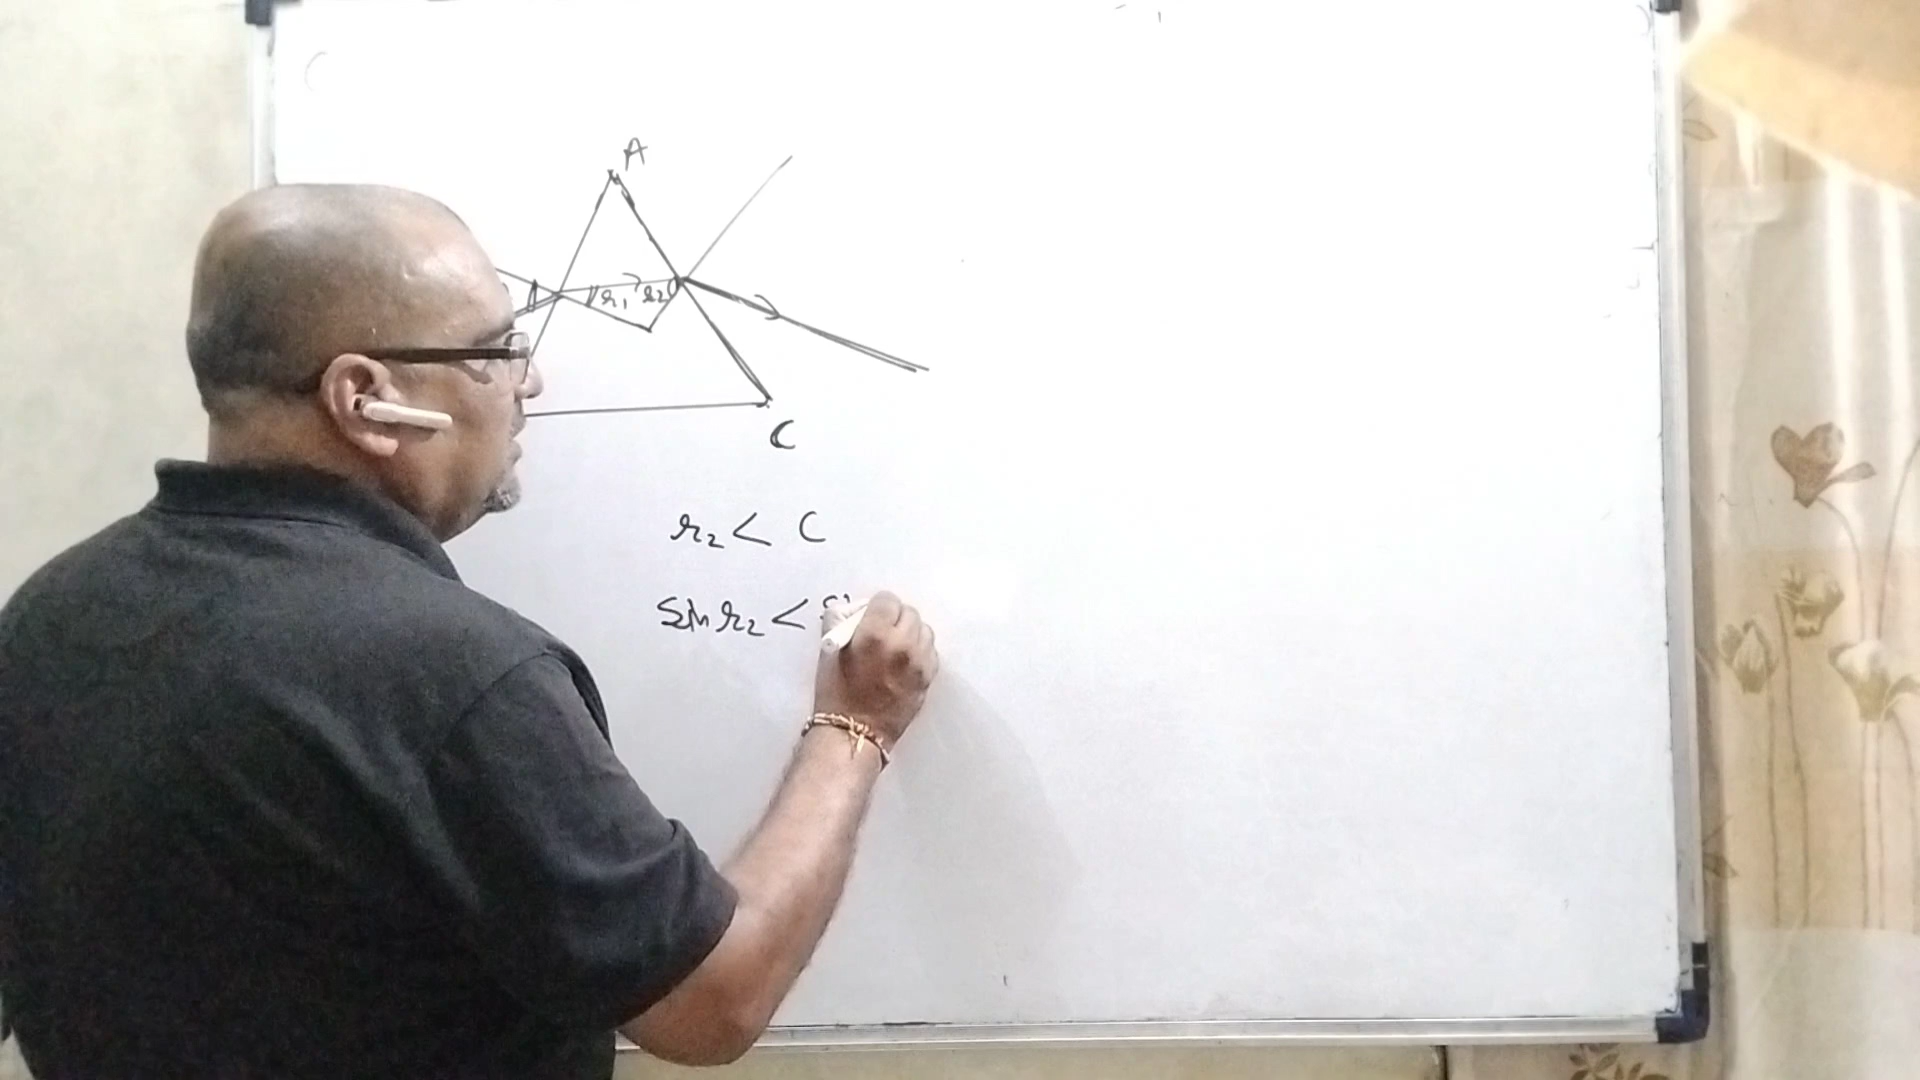 A
r₁ r₂
C
r₂ < C
sin r₂ <